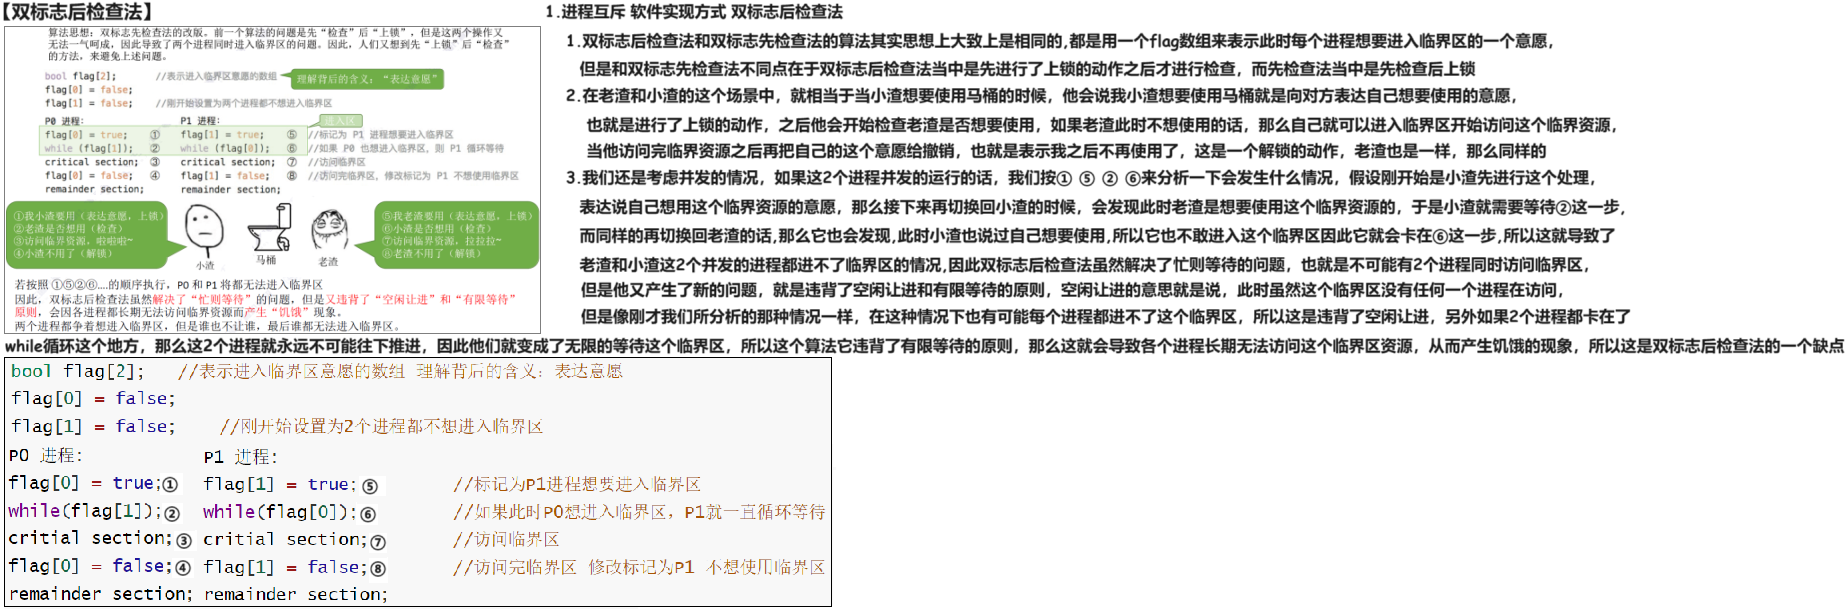 【双标志后检查法】
算法思想：双标志先检查法的改版。前一个算法的问题是先“检查”后“上锁”，但是这两个操作又
无法一气呵成，因此导致了两个进程同时进入临界区的问题。因此，人们又想到先“上锁”后“检查”
的方法，来避免上述问题。
bool flag[2]; //表示进入临界区意愿的数组 理解背后的含义：“表达意愿”
flag[0] = false;
flag[1] = false; //刚开始设置为两个进程都不想进入临界区
P0 进程: P1 进程: 进入区
flag[0] = true; ① flag[1] = true; ⑤ //标记为 P1 进程想要进入临界区
while (flag[1]); ② while (flag[0]); ⑥ //如果 P0 也想进入临界区，则 P1 循环等待
critical section; ③ critical section; ⑦ //访问临界区
flag[0] = false; ④ flag[1] = false; ⑧ //访问完临界区，修改标记为 P1 不想使用临界区
remainder section; remainder section;
①我小渣要用（表达意愿，上锁）
②老渣是否想用（检查）
③访问临界资源，啦啦啦~
④小渣不用了（解锁）
小渣
马桶
老渣
⑤我老渣要用（表达意愿，上锁）
⑥小渣是否想用（检查）
⑦访问临界资源，拉拉拉~
⑧老渣不用了（解锁）
若按照 ①⑤②⑥....的顺序执行，P0 和 P1 将都无法进入临界区
因此，双标志后检查法虽然解决了“忙则等待”的问题，但是又违背了“空闲让进”和“有限等待”
原则，会因各进程都长期无法访问临界资源而产生“饥饿”现象。
两个进程都争着想进入临界区，但是谁也不让谁，最后谁都无法进入临界区。
1.进程互斥 软件实现方式 双标志后检查法
1.双标志后检查法和双标志先检查法的算法其实思想上大致上是相同的,都是用一个flag数组来表示此时每个进程想要进入临界区的一个意愿，
但是和双标志先检查法不同点在于双标志后检查法当中是先进行了上锁的动作之后才进行检查，而先检查法当中是先检查后上锁
2.在老渣和小渣的这个场景中，就相当于当小渣想要使用马桶的时候，他会说我小渣想要使用马桶就是向对方表达自己想要使用的意愿，
也就是进行了上锁的动作，之后他会开始检查老渣是否想要使用，如果老渣此时不想使用的话，那么自己就可以进入临界区开始访问这个临界资源，
当他访问完临界资源之后再把自己的这个意愿给撤销，也就是表示我之后不再使用了，这是一个解锁的动作，老渣也是一样，那么同样的
3.我们还是考虑并发的情况，如果这2个进程并发的运行的话，我们按① ⑤ ② ⑥来分析一下会发生什么情况，假设刚开始是小渣先进行这个处理，
表达说自己想用这个临界资源的意愿，那么接下来再切换回小渣的时候，会发现此时老渣是想要使用这个临界资源的，于是小渣就需要等待②这一步，
而同样的再切换回老渣的话,那么它也会发现,此时小渣也说过自己想要使用,所以它也不敢进入这个临界区因此它就会卡在⑥这一步,所以这就导致了
老渣和小渣这2个并发的进程都进不了临界区的情况,因此双标志后检查法虽然解决了忙则等待的问题，也就是不可能有2个进程同时访问临界区，
但是他又产生了新的问题，就是违背了空闲让进和有限等待的原则，空闲让进的意思就是说，此时虽然这个临界区没有任何一个进程在访问，
但是像刚才我们所分析的那种情况一样，在这种情况下也有可能每个进程都进不了这个临界区，所以这是违背了空闲让进，另外如果2个进程都卡在了
while循环这个地方，那么这2个进程就永远不可能往下推进，因此他们就变成了无限的等待这个临界区，所以这个算法它违背了有限等待的原则，那么这就会导致各个进程长期无法访问这个临界区资源，从而产生饥饿的现象，所以这是双标志后检查法的一个缺点
bool flag[2]; //表示进入临界区意愿的数组 理解背后的含义：表达意愿
flag[0] = false;
flag[1] = false; //刚开始设置为2个进程都不想进入临界区
P0 进程: P1 进程:
flag[0] = true;① flag[1] = true;⑤ //标记为P1进程想要进入临界区
while(flag[1]);② while(flag[0]);⑥ //如果此时P0想进入临界区，P1就一直循环等待
critial section;③ critial section;⑦ //访问临界区
flag[0] = false;④ flag[1] = false;⑧ //访问完临界区 修改标记为P1 不想使用临界区
remainder section; remainder section;